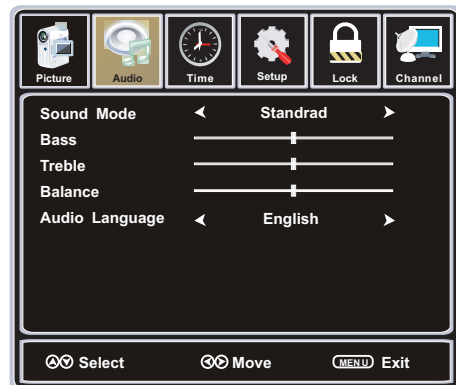 Picture Audio Time Setup Lock Channel
Sound Mode Standrad
Bass
Treble
Balance
Audio Language English
Select Move MENU Exit